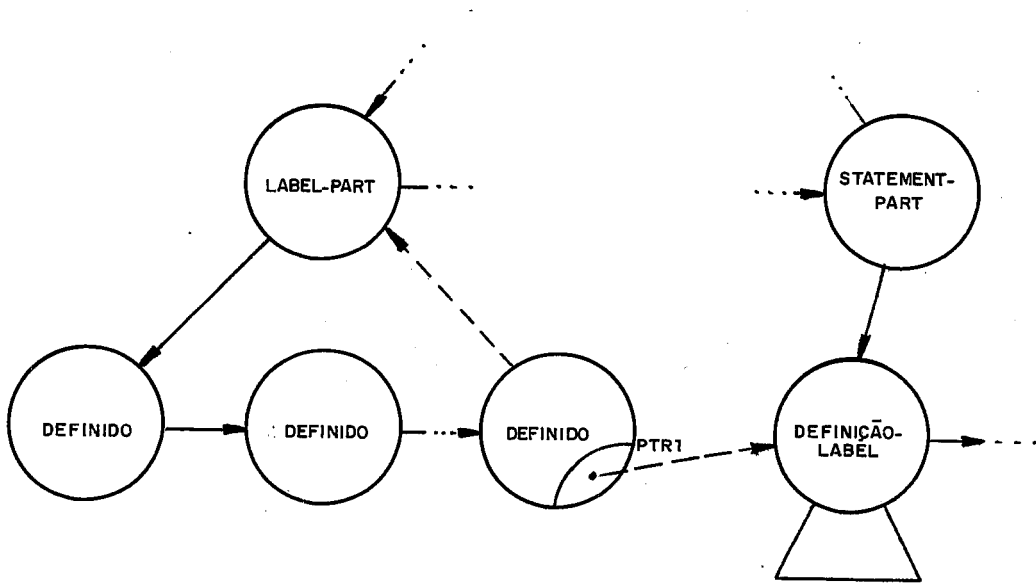 LABEL-PART
STATEMENT-
PART
DEFINIDO
DEFINIDO
DEFINIDO
PTR1
DEFINIÇÃO-
LABEL